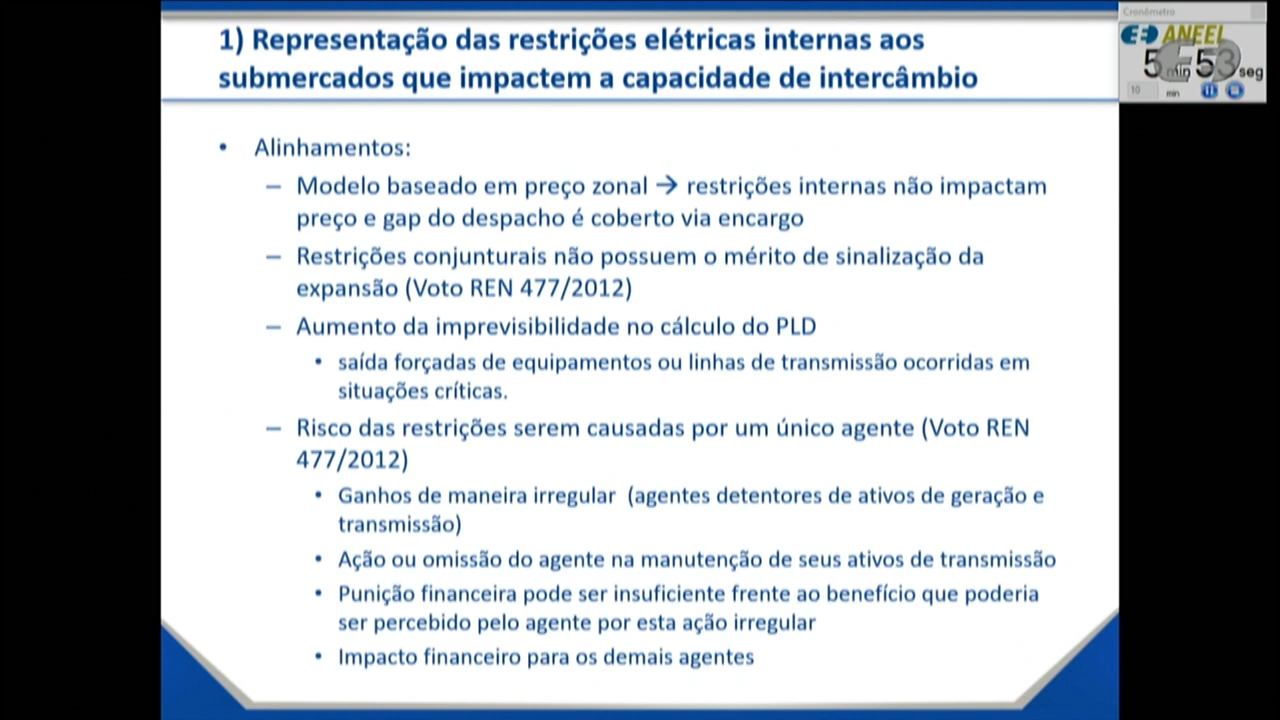 1) Representação das restrições elétricas internas aos
submercados que impactem a capacidade de intercâmbio
• Alinhamentos:
– Modelo baseado em preço zonal → restrições internas não impactam
preço e gap do despacho é coberto via encargo
– Restrições conjunturais não possuem o mérito de sinalização da
expansão (Voto REN 477/2012)
– Aumento da imprevisibilidade no cálculo do PLD
• saída forçadas de equipamentos ou linhas de transmissão ocorridas em
situações críticas.
– Risco das restrições serem causadas por um único agente (Voto REN
477/2012)
• Ganhos de maneira irregular (agentes detentores de ativos de geração e
transmissão)
• Ação ou omissão do agente na manutenção de seus ativos de transmissão
• Punição financeira pode ser insuficiente frente ao benefício que poderia
ser percebido pelo agente por esta ação irregular
• Impacto financeiro para os demais agentes
Cronômetro
ANEEL
5 min 53 seg
10 min